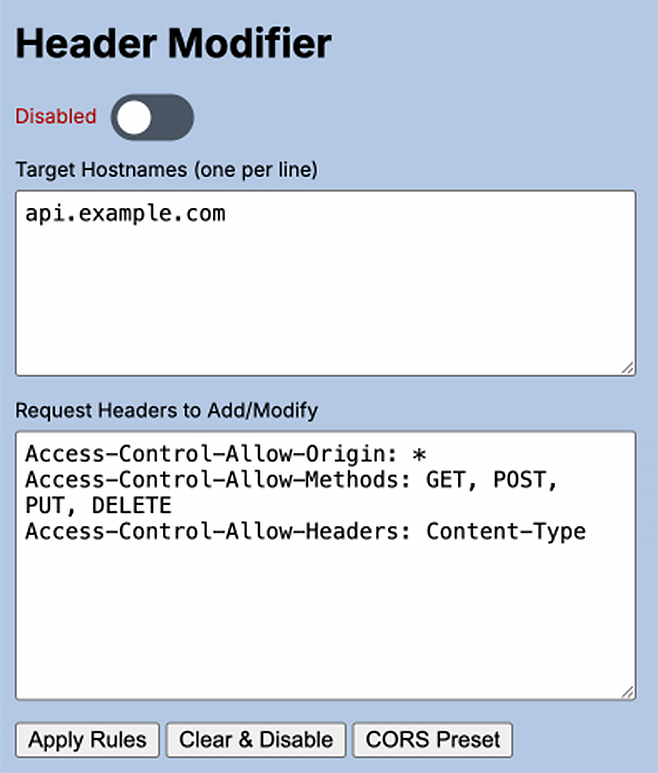 Header Modifier
Disabled
Target Hostnames (one per line)
api.example.com
Request Headers to Add/Modify
Access-Control-Allow-Origin: *
Access-Control-Allow-Methods: GET, POST,
PUT, DELETE
Access-Control-Allow-Headers: Content-Type
Apply Rules Clear & Disable CORS Preset